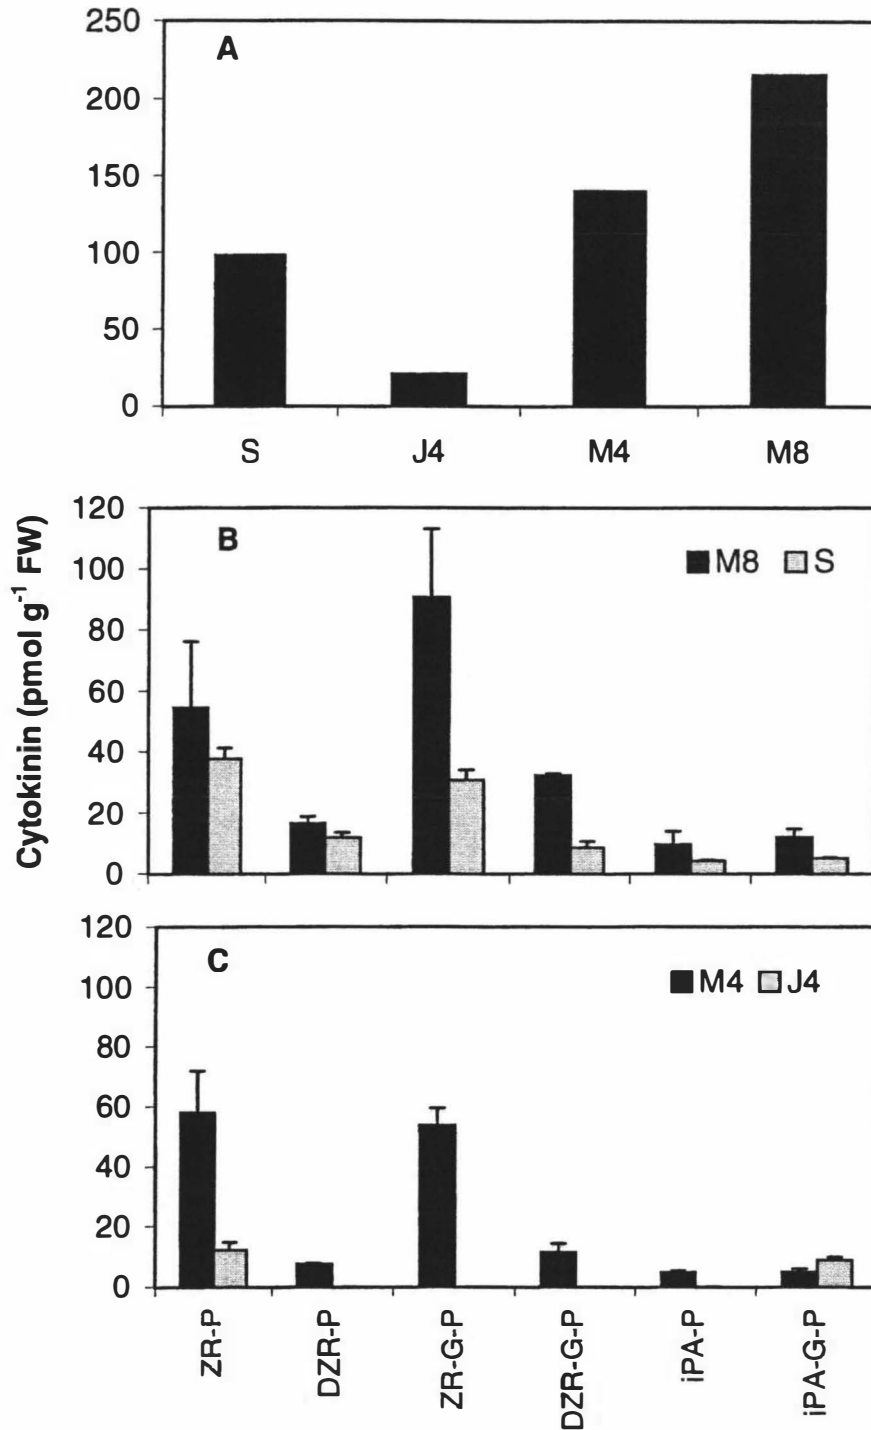 Cytokinin (pmol g⁻¹ FW)
A
250
200
150
100
50
0
S J4 M4 M8
B
M8 S
120
100
80
60
40
20
0
C
M4 J4
120
100
80
60
40
20
0
ZR-P
DZR-P
ZR-G-P
DZR-G-P
iPA-P
iPA-G-P